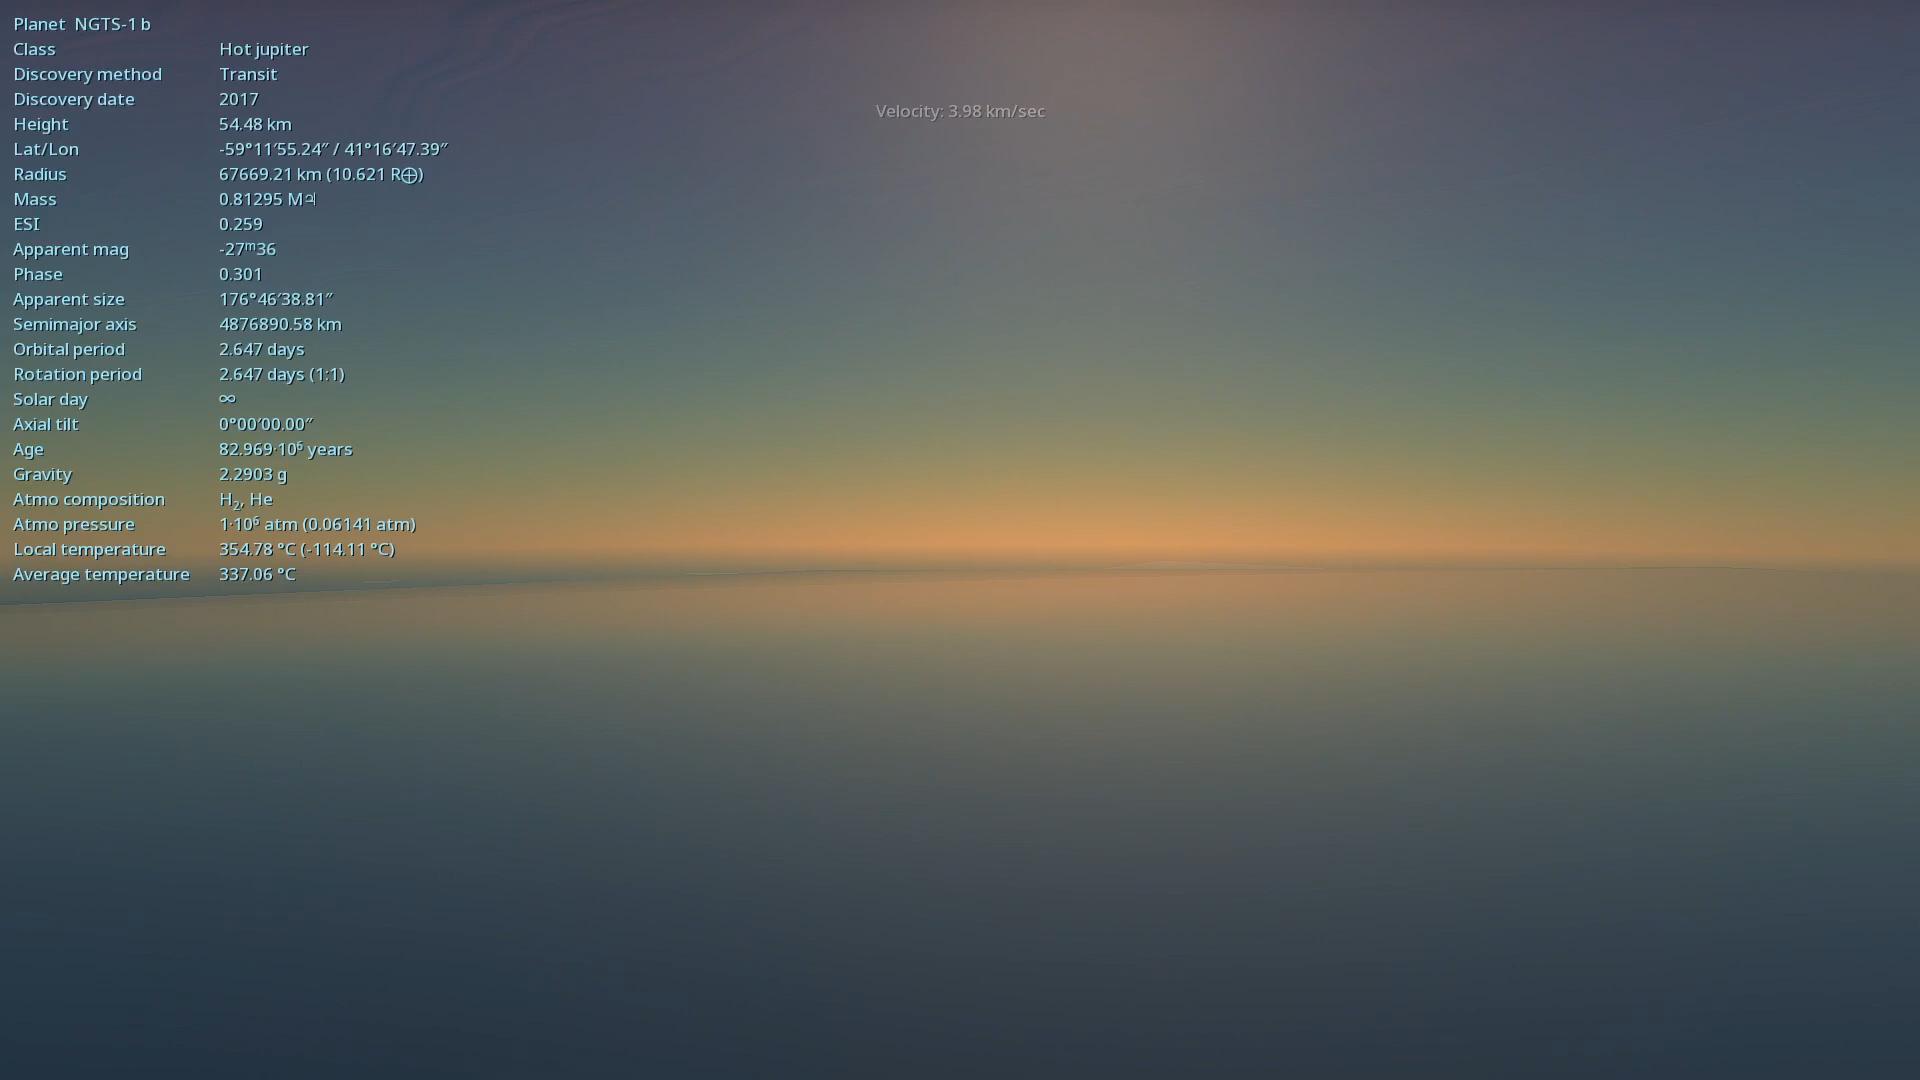 Planet NGTS-1 b
Class Hot jupiter
Discovery method Transit
Discovery date 2017
Velocity: 3.98 km/sec
Height 54.48 km
Lat/Lon -59°11′55.24″ / 41°16′47.39″
Radius 67669.21 km (10.621 R⊕)
Mass 0.81295 M♃
ESI 0.259
Apparent mag -27ᵐ36
Phase 0.301
Apparent size 176°46′38.81″
Semimajor axis 4876890.58 km
Orbital period 2.647 days
Rotation period 2.647 days (1:1)
Solar day ∞
Axial tilt 0°00′00.00″
Age 82.969·10⁶ years
Gravity 2.2903 g
Atmo composition H₂, He
Atmo pressure 1·10⁶ atm (0.06141 atm)
Local temperature 354.78 °C (-114.11 °C)
Average temperature 337.06 °C